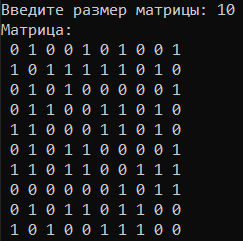 Введите размер матрицы: 10
Матрица:
0 1 0 0 1 0 1 0 0 1
1 0 1 1 1 1 1 0 1 0
0 1 0 1 0 0 0 0 0 1
0 1 1 0 0 1 1 0 1 0
1 1 0 0 0 1 1 0 1 0
0 1 0 1 1 0 0 0 0 1
1 1 0 1 1 0 0 1 1 1
0 0 0 0 0 0 1 0 1 1
0 1 0 1 1 0 1 1 0 0
1 0 1 0 0 1 1 1 0 0